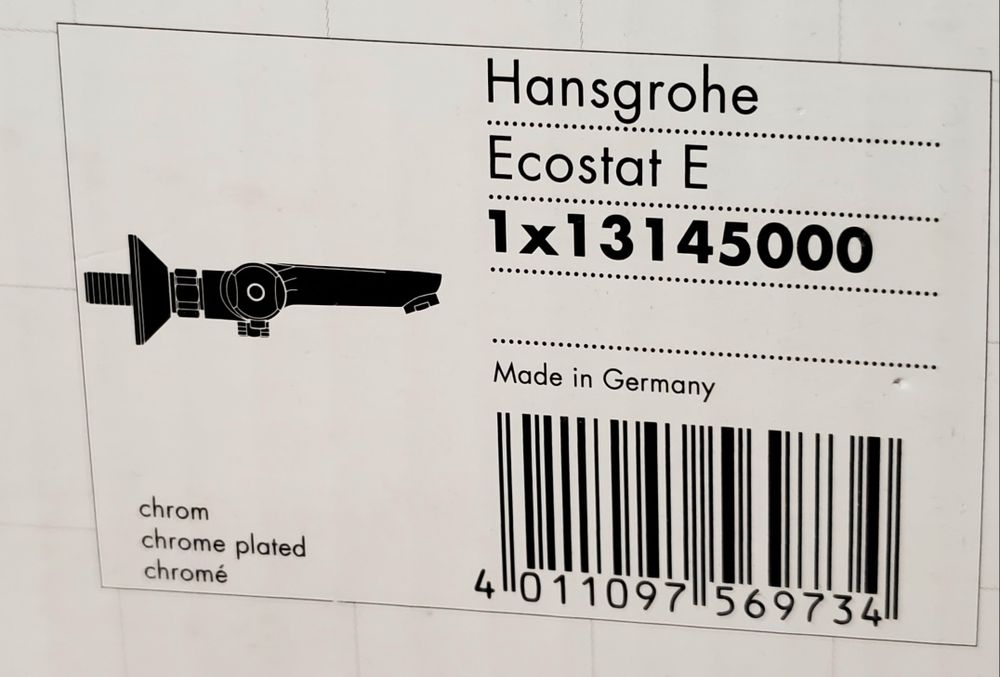 Hansgrohe
Ecostat E
1x13145000
Made in Germany
chrom
chrome plated
chromé
4 011097 569734